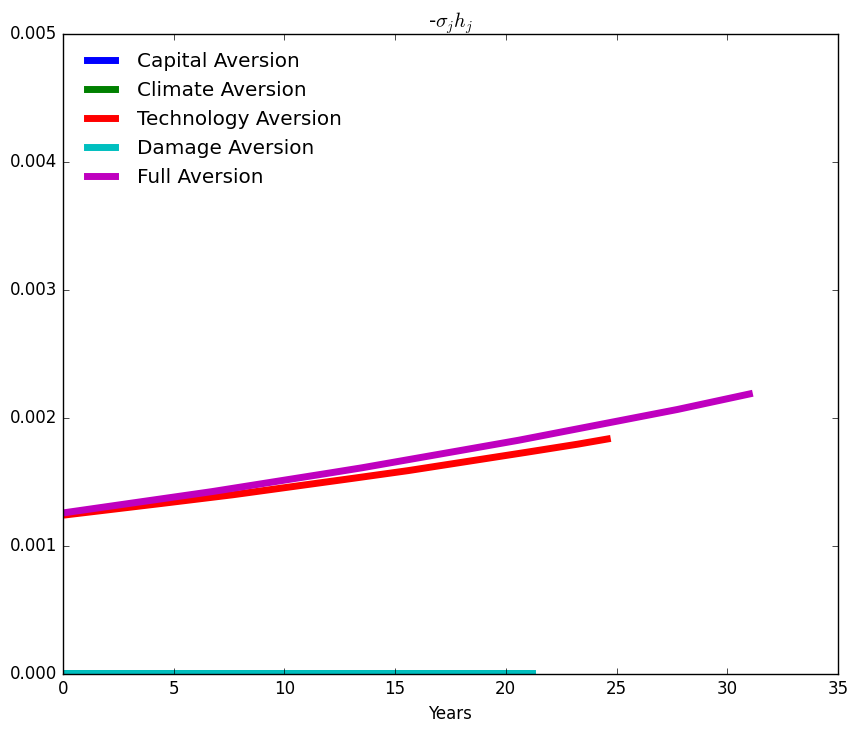 -σⱼhⱼ
0.005
Capital Aversion
Climate Aversion
Technology Aversion
Damage Aversion
Full Aversion
0.004
0.003
0.002
0.001
0.000
0 5 10 15 20 25 30 35
Years